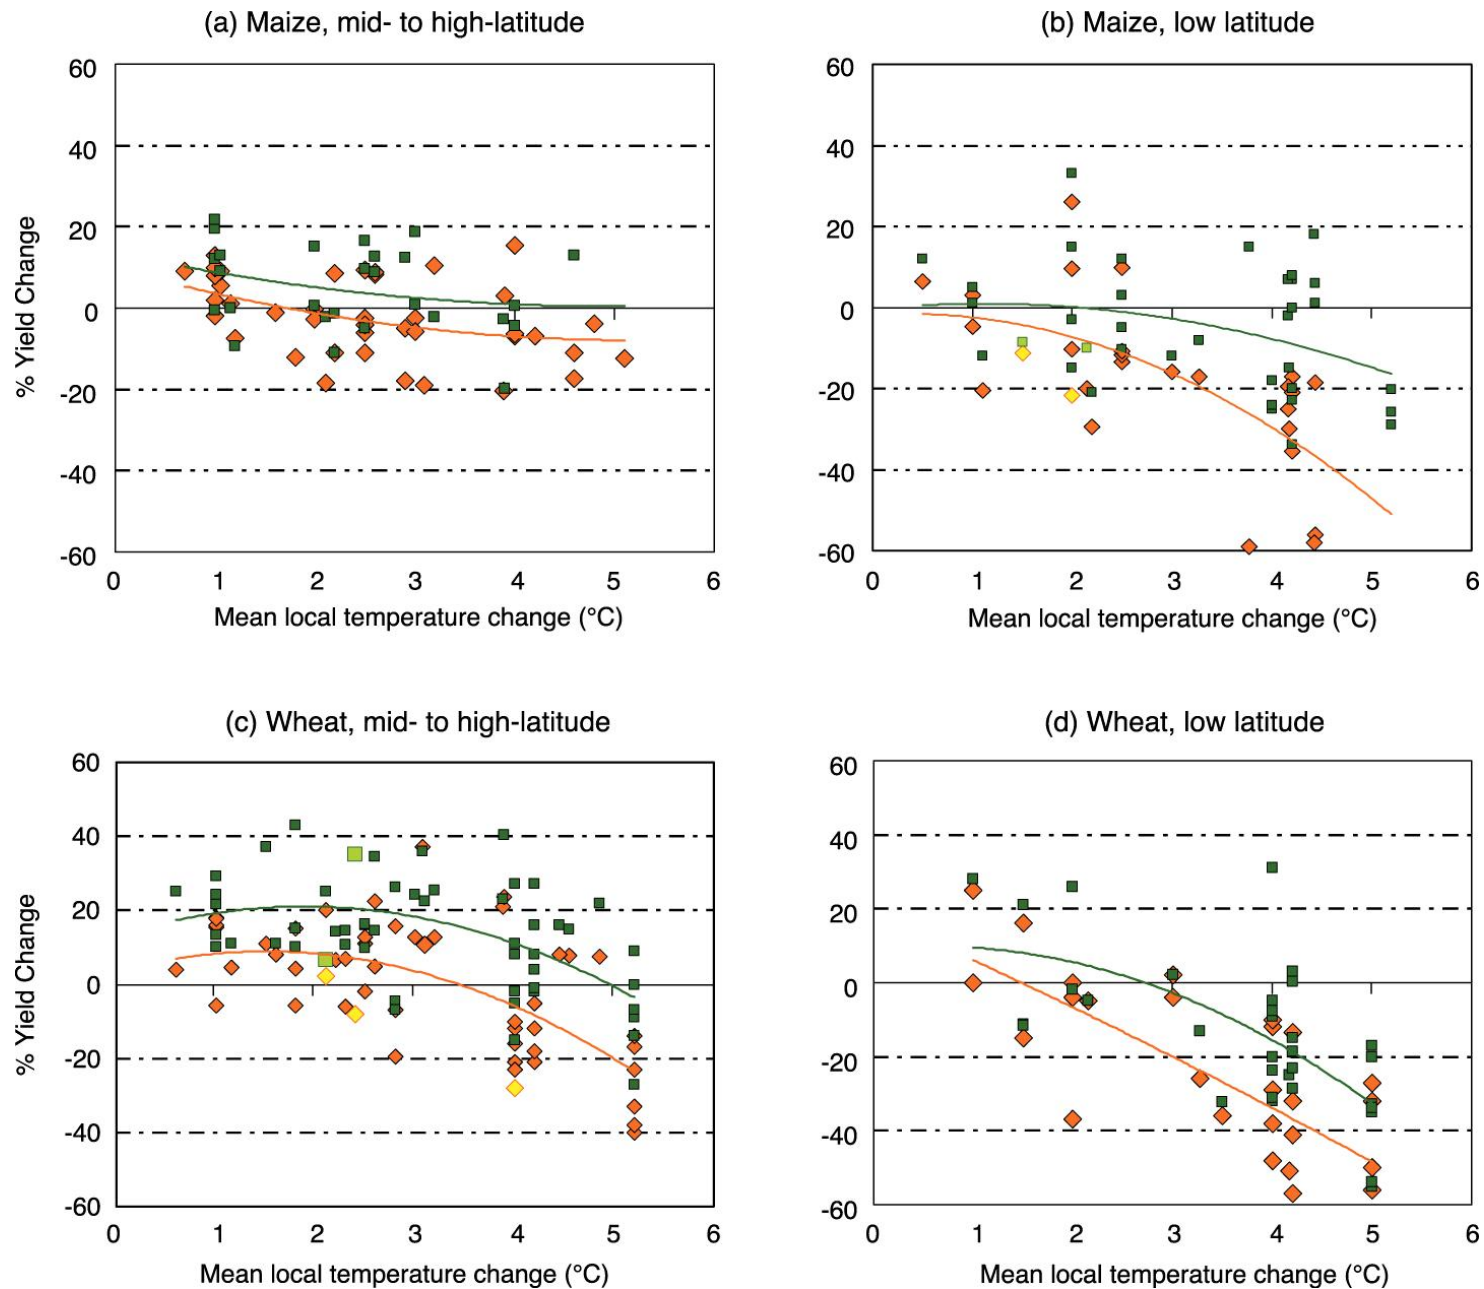 (a) Maize, mid- to high-latitude
60
40
20
0
-20
-40
-60
% Yield Change
0 1 2 3 4 5 6
Mean local temperature change (°C)
(b) Maize, low latitude
60
40
20
0
-20
-40
-60
0 1 2 3 4 5 6
Mean local temperature change (°C)
(c) Wheat, mid- to high-latitude
60
40
20
0
-20
-40
-60
% Yield Change
0 1 2 3 4 5 6
Mean local temperature change (°C)
(d) Wheat, low latitude
60
40
20
0
-20
-40
-60
0 1 2 3 4 5 6
Mean local temperature change (°C)